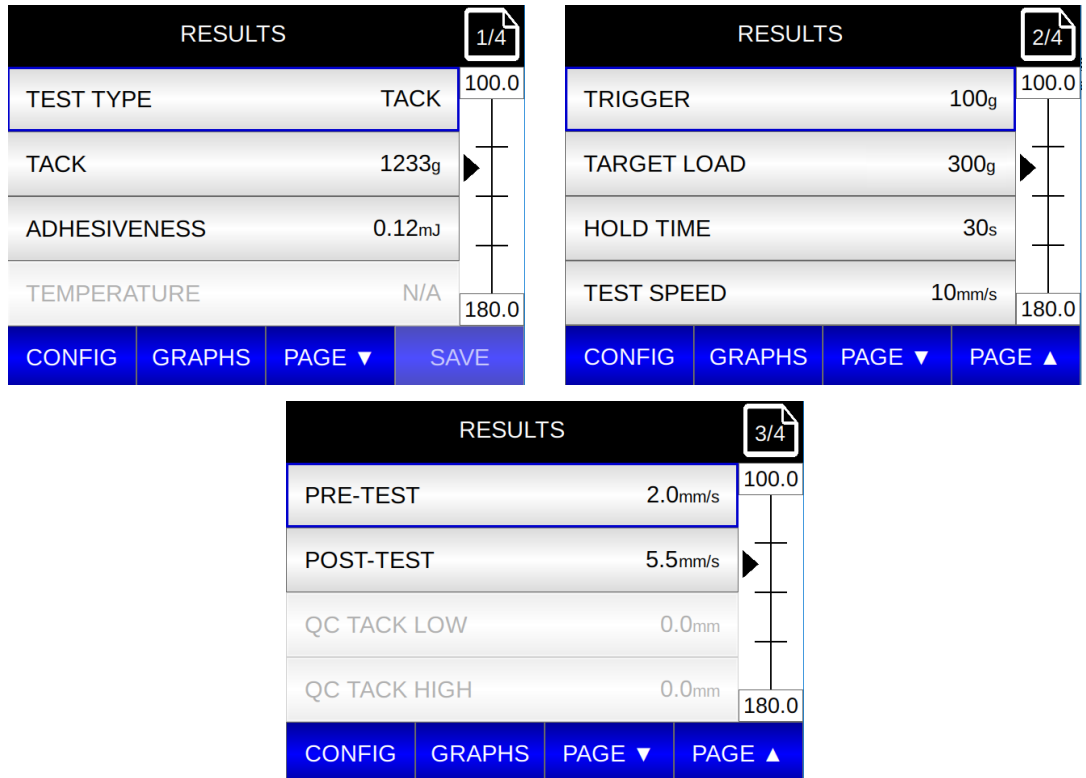 RESULTS 1/4
TEST TYPE TACK 100.0
TACK 1233g
ADHESIVENESS 0.12mJ
TEMPERATURE N/A 180.0
CONFIG GRAPHS PAGE ▼ SAVE
RESULTS 2/4
TRIGGER 100g 100.0
TARGET LOAD 300g
HOLD TIME 30s
TEST SPEED 10mm/s 180.0
CONFIG GRAPHS PAGE ▼ PAGE ▲
RESULTS 3/4
PRE-TEST 2.0mm/s 100.0
POST-TEST 5.5mm/s
QC TACK LOW 0.0mm
QC TACK HIGH 0.0mm 180.0
CONFIG GRAPHS PAGE ▼ PAGE ▲